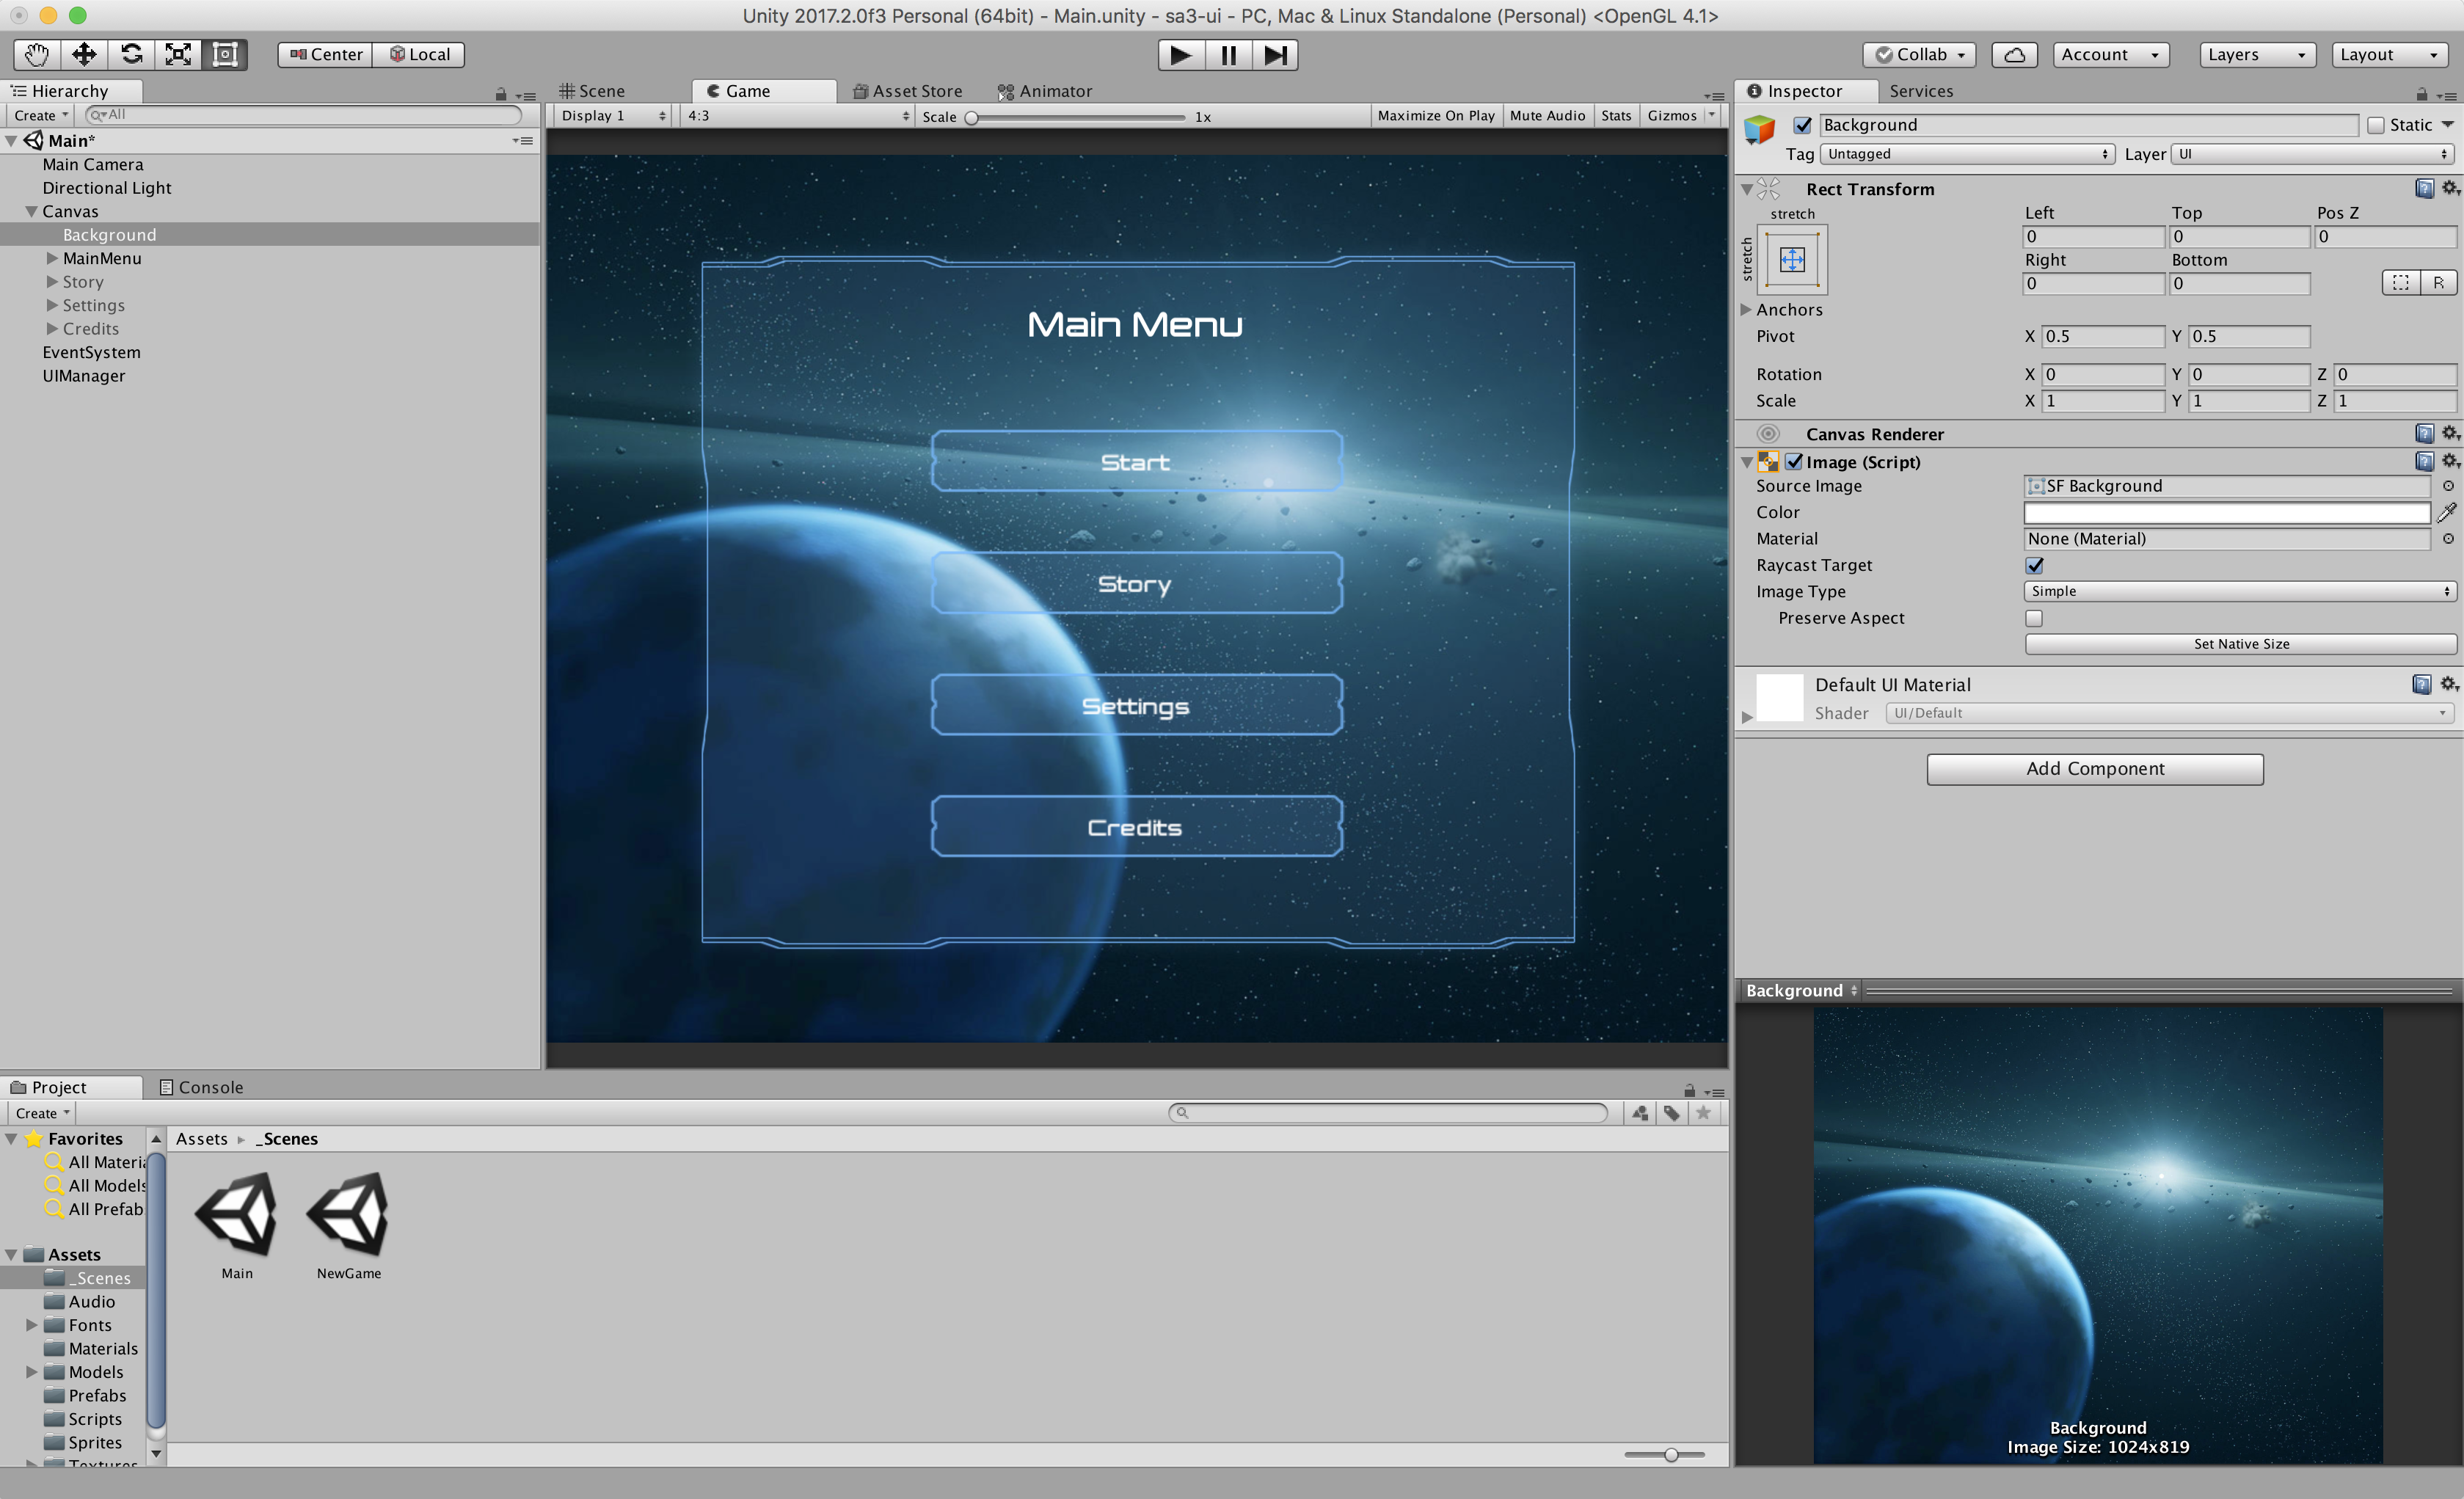 Unity 2017.2.0f3 Personal (64bit) - Main.unity - sa3-ui - PC, Mac & Linux Standalone (Personal) <OpenGL 4.1>
Center Local Collab Account Layers Layout
Hierarchy
Create All
Main*
Main Camera
Directional Light
Canvas
Background
MainMenu
Story
Settings
Credits
EventSystem
UIManager
Scene Game Asset Store Animator
Display 1 4:3 Scale 1x Maximize On Play Mute Audio Stats Gizmos
Main Menu
Start
Story
Settings
Credits
Inspector Services
Background Static
Tag Untagged Layer UI
Rect Transform
stretch
stretch
Left Top Pos Z
0 0 0
Right Bottom
0 0 R
Anchors
Pivot X 0.5 Y 0.5
Rotation X 0 Y 0 Z 0
Scale X 1 Y 1 Z 1
Canvas Renderer
Image (Script)
Source Image SF Background
Color
Material None (Material)
Raycast Target
Image Type Simple
Preserve Aspect
Set Native Size
Default UI Material
Shader UI/Default
Add Component
Background
Background
Image Size: 1024x819
Project Console
Create
Favorites
All Materia
All Models
All Prefab
Assets
_Scenes
Audio
Fonts
Materials
Models
Prefabs
Scripts
Sprites
Textures
Assets _Scenes
Main NewGame